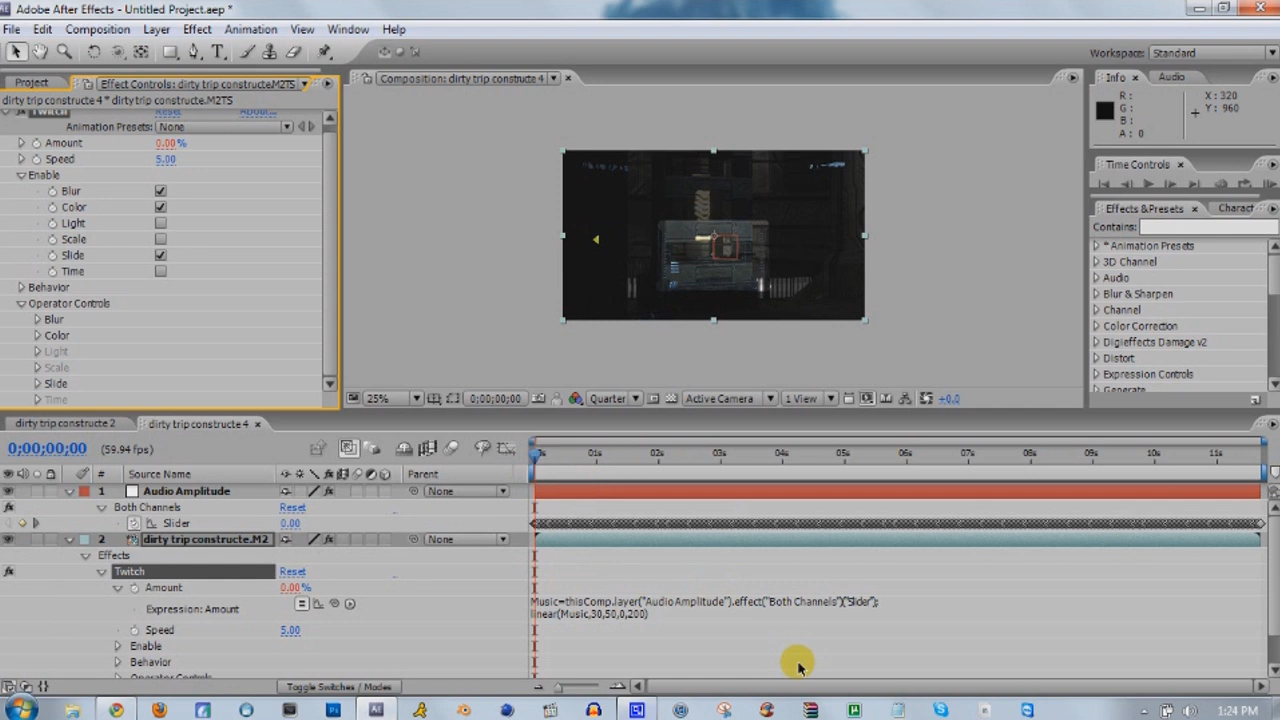 Adobe After Effects - Untitled Project.aep *
File Edit Composition Layer Effect Animation View Window Help
Workspace: Standard
Project Effect Controls: dirty trip constructe.M2TS
Composition: dirty trip constructe 4
Info Audio
dirty trip constructe 4 * dirty trip constructe.M2TS
Twitch Reset About...
Animation Presets: None
Amount 0.00 %
Speed 5.00
Enable
Blur
Color
Light
Scale
Slide
Time
Behavior
Operator Controls
Blur
Color
Light
Scale
Slide
Time
R :
G :
B :
A : 0
X : 320
Y : 960
Time Controls
Effects & Presets Charact
Contains:
* Animation Presets
3D Channel
Audio
Blur & Sharpen
Channel
Color Correction
Digieffects Damage v2
Distort
Expression Controls
Generate
25% 0;00;00;00 Quarter Active Camera 1 View +0.0
dirty trip constructe 2 dirty trip constructe 4
0;00;00;00 (59.94 fps)
01s 02s 03s 04s 05s 06s 07s 08s 09s 10s 11s
# Source Name Parent
1 Audio Amplitude None
Both Channels Reset
Slider 0.00
2 dirty trip constructe.M2 None
Effects
Twitch Reset
Amount 0.00 %
Expression: Amount
Music=thisComp.layer("Audio Amplitude").effect("Both Channels")("Slider");
linear(Music,30,50,0,200)
Speed 5.00
Enable
Behavior
Operator Controls
Toggle Switches / Modes
1:24 PM